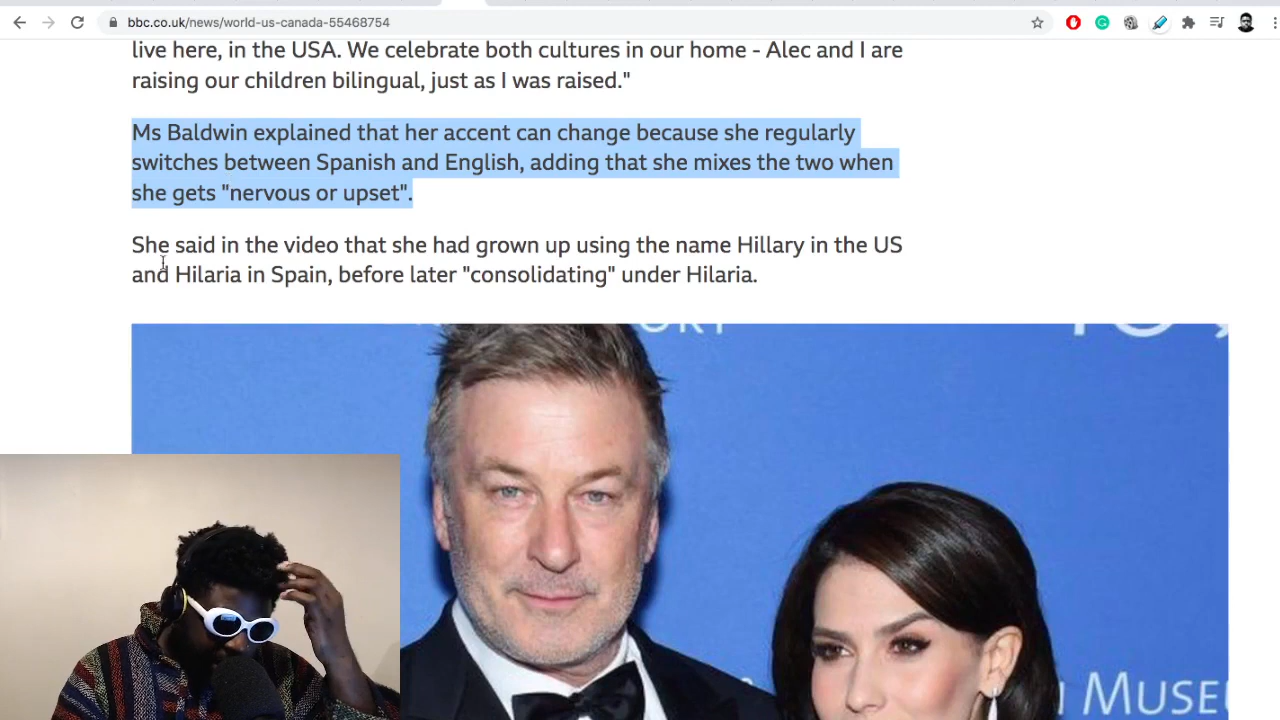 bbc.co.uk/news/world-us-canada-55468754
live here, in the USA. We celebrate both cultures in our home - Alec and I are
raising our children bilingual, just as I was raised."
Ms Baldwin explained that her accent can change because she regularly
switches between Spanish and English, adding that she mixes the two when
she gets "nervous or upset".
She said in the video that she had grown up using the name Hillary in the US
and Hilaria in Spain, before later "consolidating" under Hilaria.